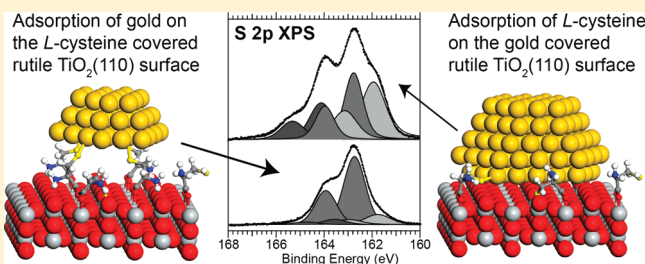 Adsorption of gold on
the L-cysteine covered
rutile TiO2(110) surface
S 2p XPS
Adsorption of L-cysteine
on the gold covered
rutile TiO2(110) surface
168 166 164 162 160
Binding Energy (eV)